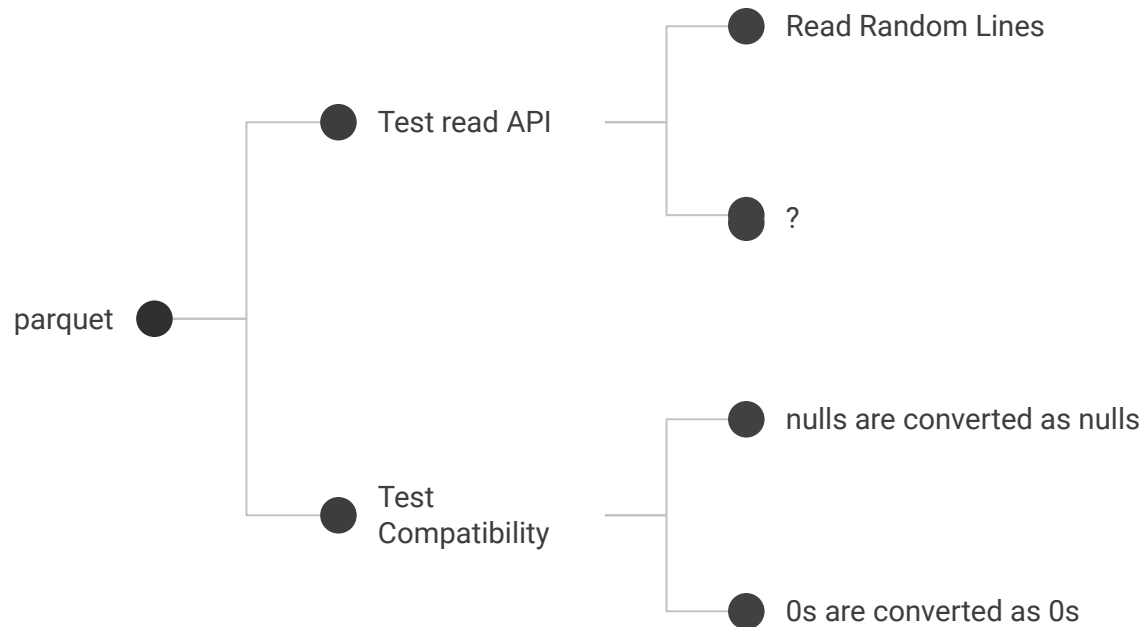 Read Random Lines
Test read API
?
parquet
nulls are converted as nulls
Test
Compatibility
0s are converted as 0s